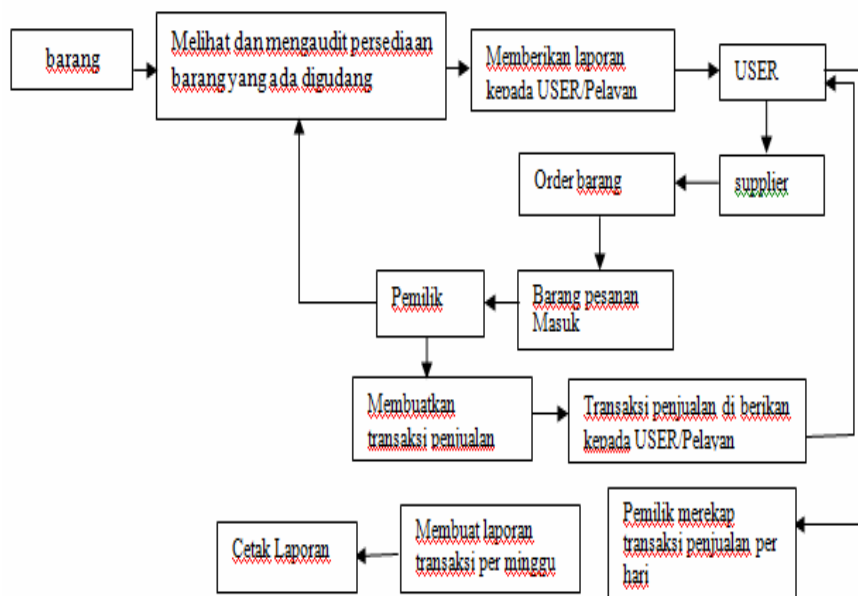 barang
Melihat dan mengaudit persediaan
barang yang ada digudang
Memberikan laporan
kepada USER/Pelayan
USER
supplier
Order barang
Barang pesanan
Masuk
Pemilik
Membuatkan
transaksi penjualan
Transaksi penjualan di berikan
kepada USER/Pelayan
Pemilik merekap
transaksi penjualan per
hari
Membuat laporan
transaksi per minggu
Cetak Laporan